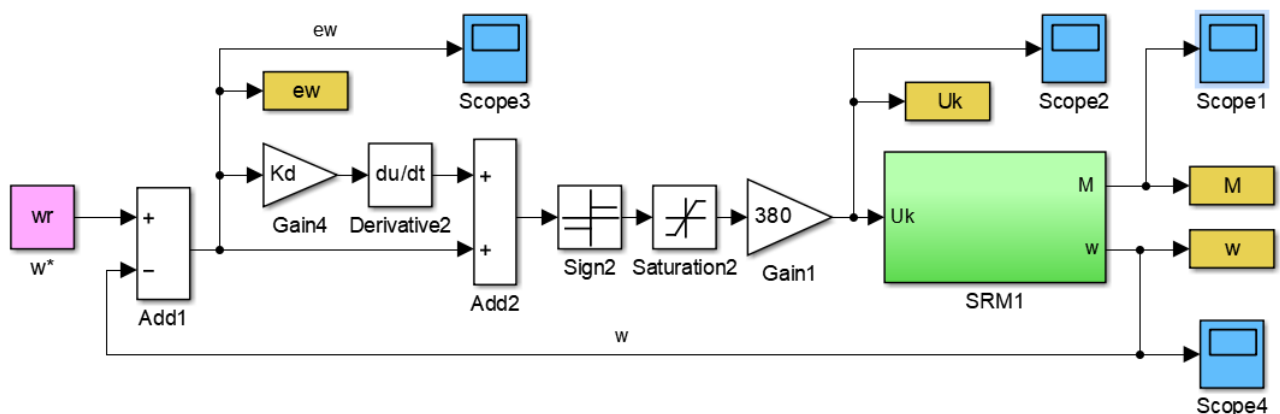 ew
Scope3
ew
Uk
Scope2
Scope1
Kd
Gain4
du/dt
Derivative2
+
+
Add2
wr
w*
+
−
Add1
Sign2
Saturation2
380
Gain1
Uk
M
w
SRM1
M
w
w
Scope4